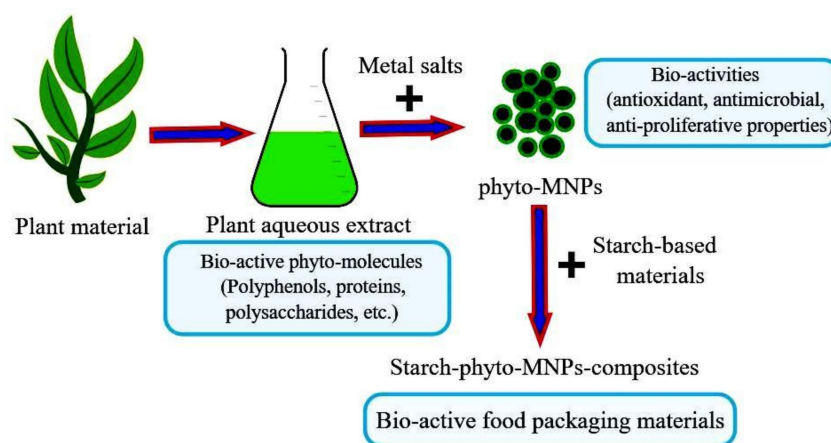 Plant material
Plant aqueous extract
Bio-active phyto-molecules
(Polyphenols, proteins,
polysaccharides, etc.)
Metal salts
+
phyto-MNPs
Bio-activities
(antioxidant, antimicrobial,
anti-proliferative properties)
+
Starch-based
materials
Starch-phyto-MNPs-composites
Bio-active food packaging materials